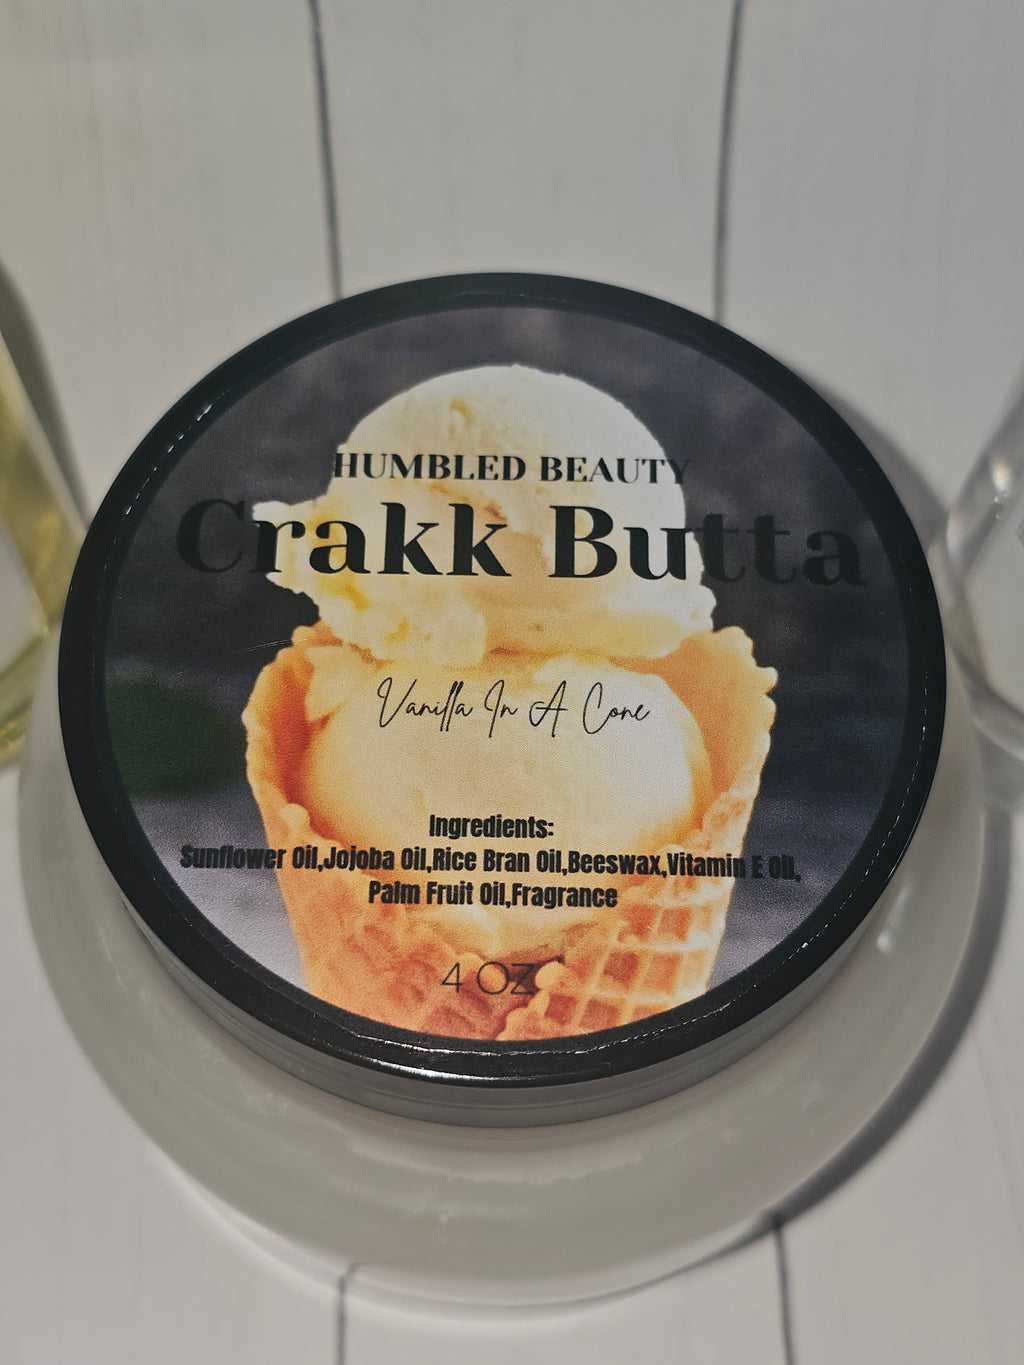 HUMBLED BEAUTY
Crakk Butta
Vanilla In A Cone
Ingredients:
Sunflower Oil,Jojoba Oil,Rice Bran Oil,Beeswax,Vitamin E Oil,
Palm Fruit Oil,Fragrance
4 OZ